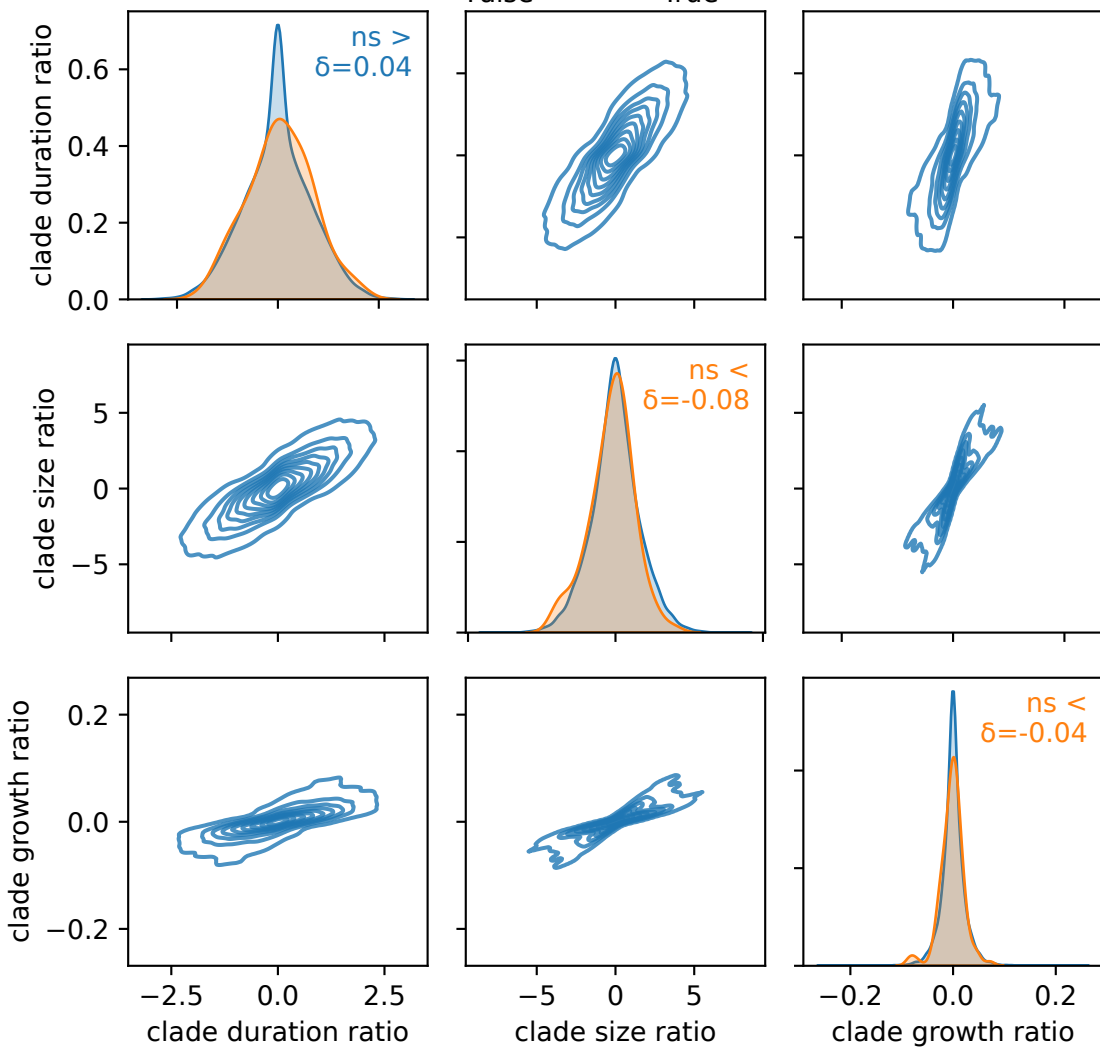 clade duration ratio
0.6
0.4
0.2
0.0
ns >
δ=0.04
clade size ratio
5
0
−5
ns <
δ=-0.08
clade growth ratio
0.2
0.0
−0.2
ns <
δ=-0.04
−2.5 0.0 2.5
−5 0 5
−0.2 0.0 0.2
clade duration ratio
clade size ratio
clade growth ratio